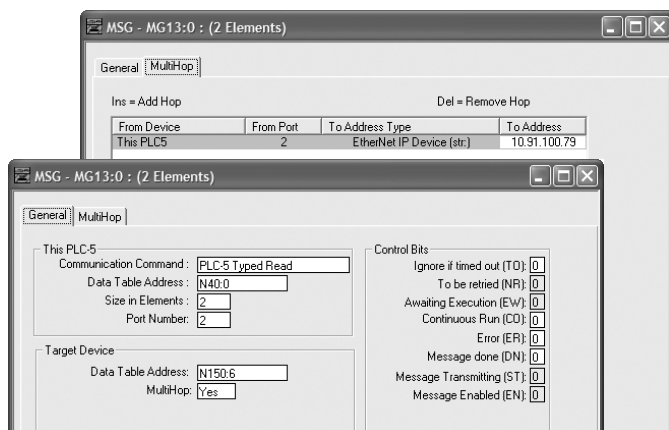 MSG - MG13:0 : (2 Elements)
General MultiHop
Ins = Add Hop Del = Remove Hop
From Device From Port To Address Type To Address
This PLC5 2 EtherNet IP Device (str.) 10.91.100.79
MSG - MG13:0 : (2 Elements)
General MultiHop
This PLC-5
Communication Command : PLC-5 Typed Read
Data Table Address : N40:0
Size in Elements : 2
Port Number: 2
Target Device
Data Table Address: N150:6
MultiHop: Yes
Control Bits
Ignore if timed out (TO): 0
To be retried (NR): 0
Awaiting Execution (EW): 0
Continuous Run (CO): 0
Error (ER): 0
Message done (DN): 0
Message Transmitting (ST): 0
Message Enabled (EN): 0